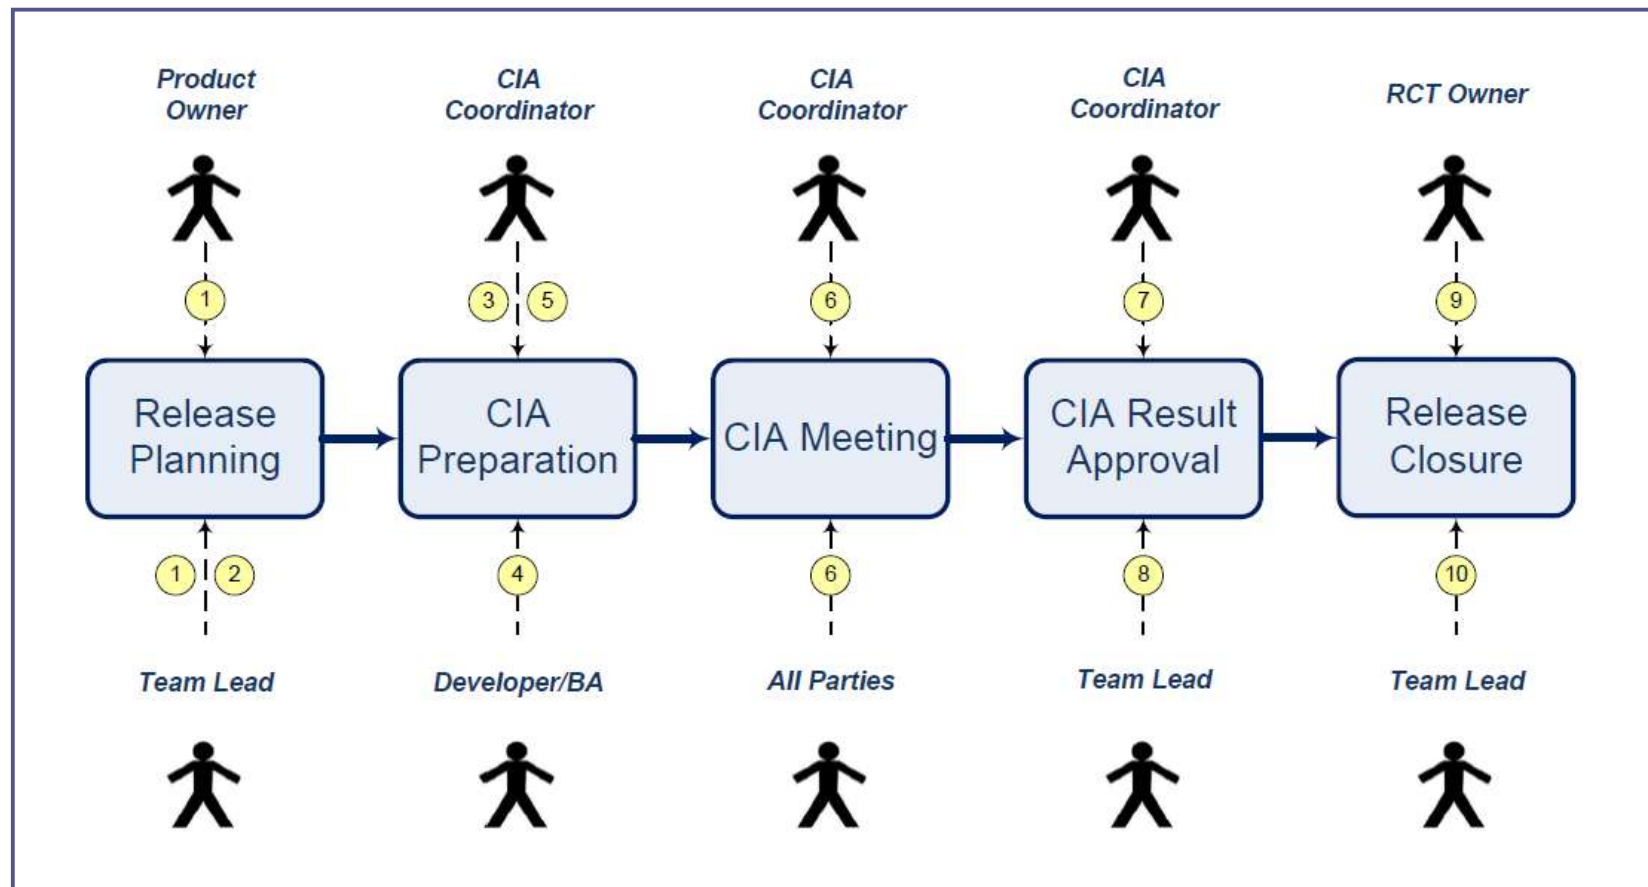 Product
Owner
CIA
Coordinator
CIA
Coordinator
CIA
Coordinator
RCT Owner
1
3
5
6
7
9
Release
Planning
CIA
Preparation
CIA Meeting
CIA Result
Approval
Release
Closure
1
2
4
6
8
10
Team Lead
Developer/BA
All Parties
Team Lead
Team Lead